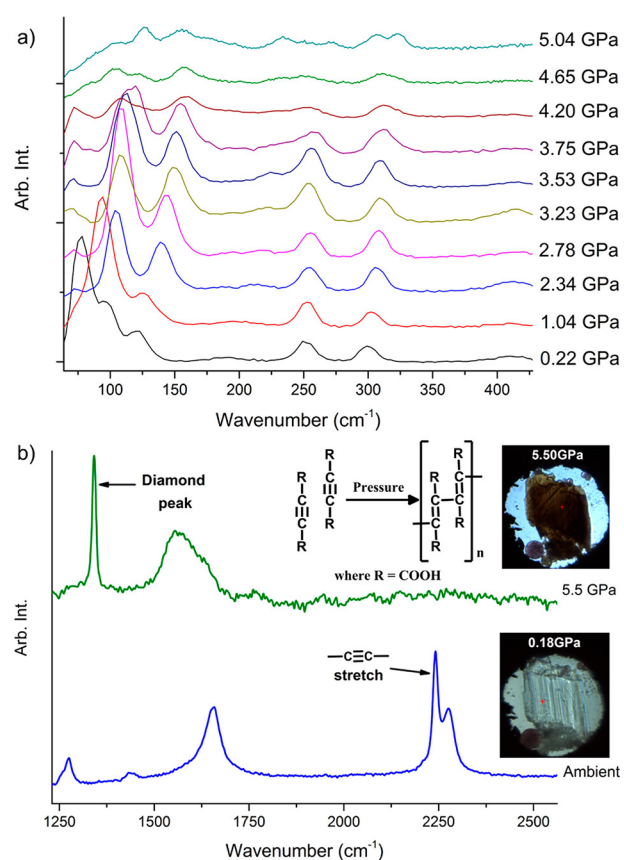 a)
5.04 GPa
4.65 GPa
4.20 GPa
3.75 GPa
3.53 GPa
3.23 GPa
2.78 GPa
2.34 GPa
1.04 GPa
0.22 GPa
Arb. Int.
100 150 200 250 300 350 400
Wavenumber (cm⁻¹)
b)
Diamond
peak
R R
C C
C C
R R
Pressure
R R
C C
C C
R R
n
where R = COOH
5.50GPa
5.5 GPa
Arb. Int.
—C≡C—
stretch
0.18GPa
Ambient
1250 1500 1750 2000 2250 2500
Wavenumber (cm⁻¹)